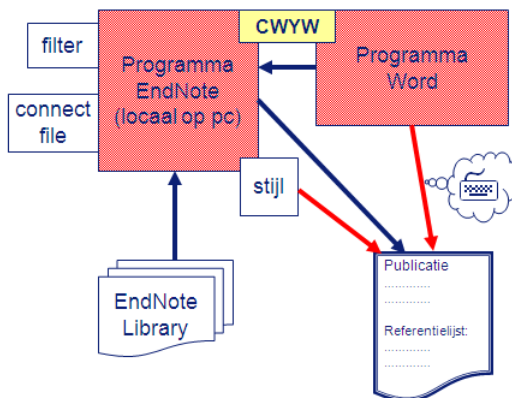 CWYW
filter
Programma
EndNote
(locaal op pc)
Programma
Word
connect
file
stijl
EndNote
Library
Publicatie
............
............
Referentielijst:
............
............